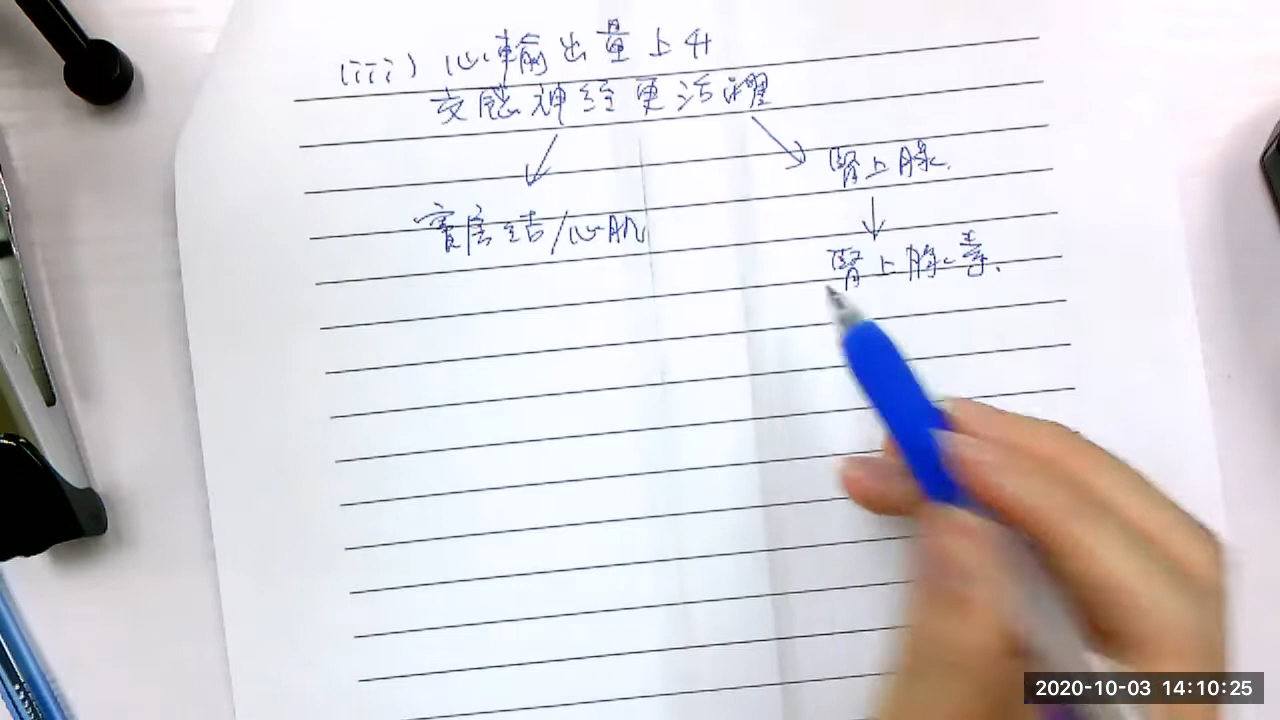 (iii) 心輸出量上升
交感神經更活躍
腎上腺.
竇房結/心肌
腎上腺素.
2020-10-03 14:10:25